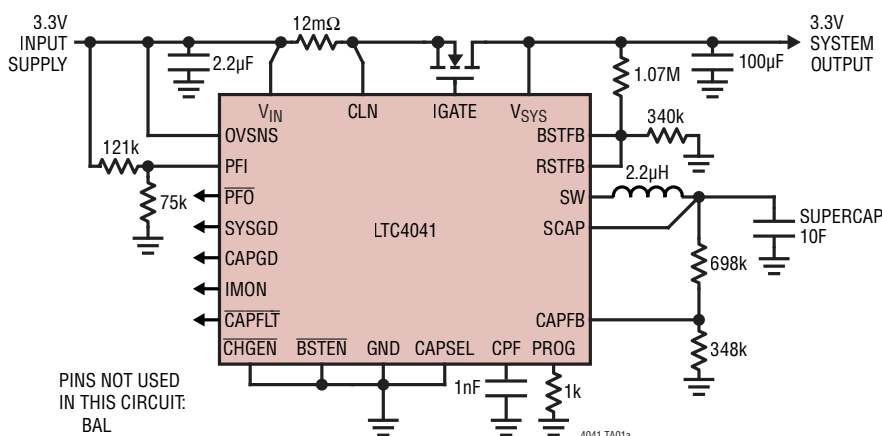 3.3V
INPUT
SUPPLY
12mΩ
3.3V
SYSTEM
OUTPUT
2.2µF
1.07M
100µF
VIN
CLN
IGATE
VSYS
OVSNS
BSTFB
340k
121k
PFI
RSTFB
75k
PFO
SW
2.2µH
SYSGD
LTC4041
SCAP
SUPERCAP
10F
CAPGD
698k
IMON
CAPFLT
CAPFB
CHGEN
BSTEN
GND
CAPSEL
CPF
PROG
348k
PINS NOT USED
IN THIS CIRCUIT:
BAL
1nF
1k
4041 TA01a